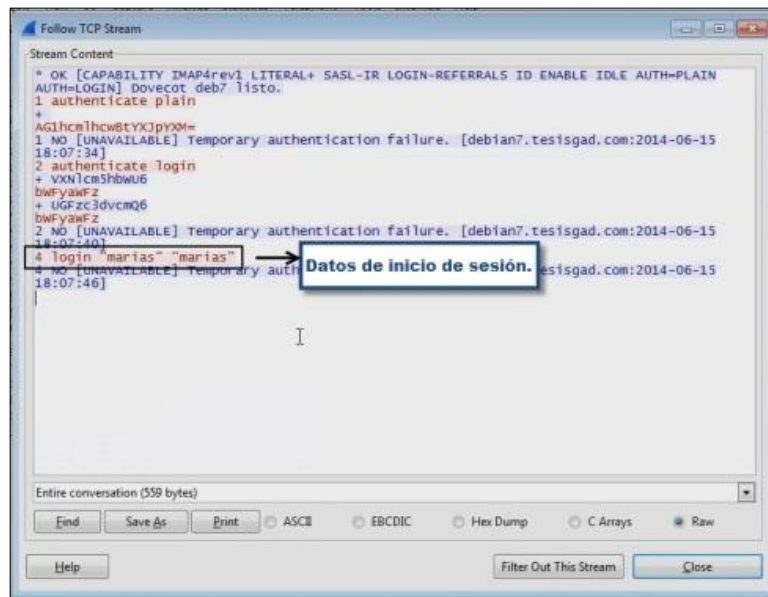 Follow TCP Stream
Stream Content
* OK [CAPABILITY IMAP4rev1 LITERAL+ SASL-IR LOGIN-REFERRALS ID ENABLE IDLE AUTH=PLAIN
AUTH=LOGIN] Dovecot deb7 listo.
1 authenticate plain
+
AG1hcmlhcwBtYXJpYXM=
1 NO [UNAVAILABLE] Temporary authentication failure. [debian7.tesisgad.com:2014-06-15
18:07:34]
2 authenticate login
+ VXNlcm5hbWU6
bWFyaWFz
+ UGFzc3dvcmQ6
bWFyaWFz
2 NO [UNAVAILABLE] Temporary authentication failure. [debian7.tesisgad.com:2014-06-15
18:07:40]
4 login "marias" "marias"
Datos de inicio de sesión.
4 NO [UNAVAILABLE] Temporary auth esisgad.com:2014-06-15
18:07:46]
Entire conversation (559 bytes)
Find Save As Print ASCII EBCDIC Hex Dump C Arrays Raw
Help Filter Out This Stream Close